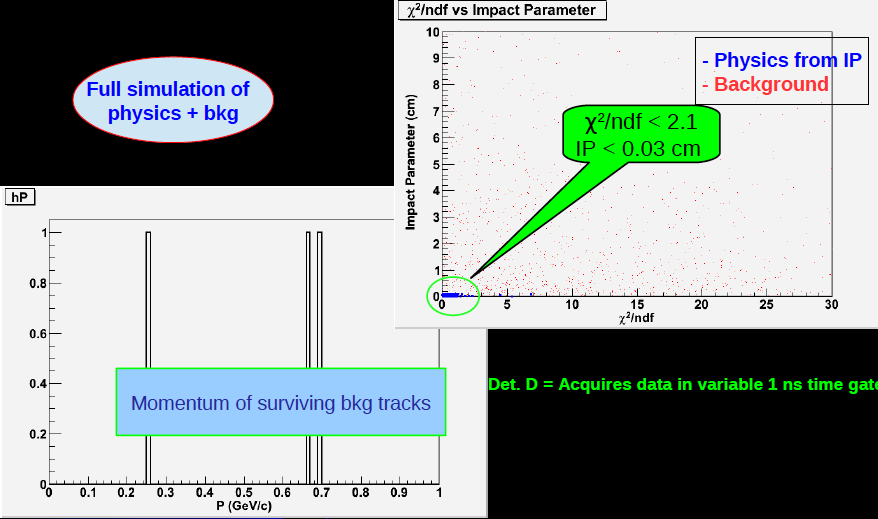 Full simulation of
physics + bkg
χ²/ndf vs Impact Parameter
- Physics from IP
- Background
χ²/ndf < 2.1
IP < 0.03 cm
Impact Parameter (cm)
10
9
8
7
6
5
4
3
2
1
0
0 5 10 15 20 25 30
χ²/ndf
hP
1
0.8
0.6
0.4
0.2
0
Momentum of surviving bkg tracks
0 0.1 0.2 0.3 0.4 0.5 0.6 0.7 0.8 0.9 1
P (GeV/c)
Det. D = Acquires data in variable 1 ns time gate